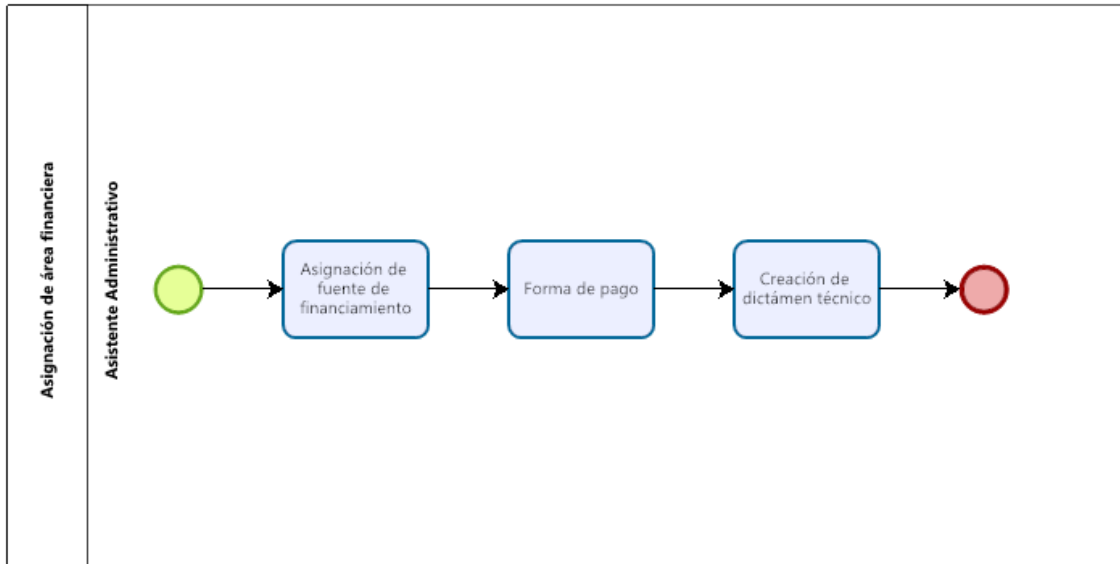 Asignación de área financiera
Asistente Administrativo
Asignación de
fuente de
financiamiento
Forma de pago
Creación de
dictámen técnico